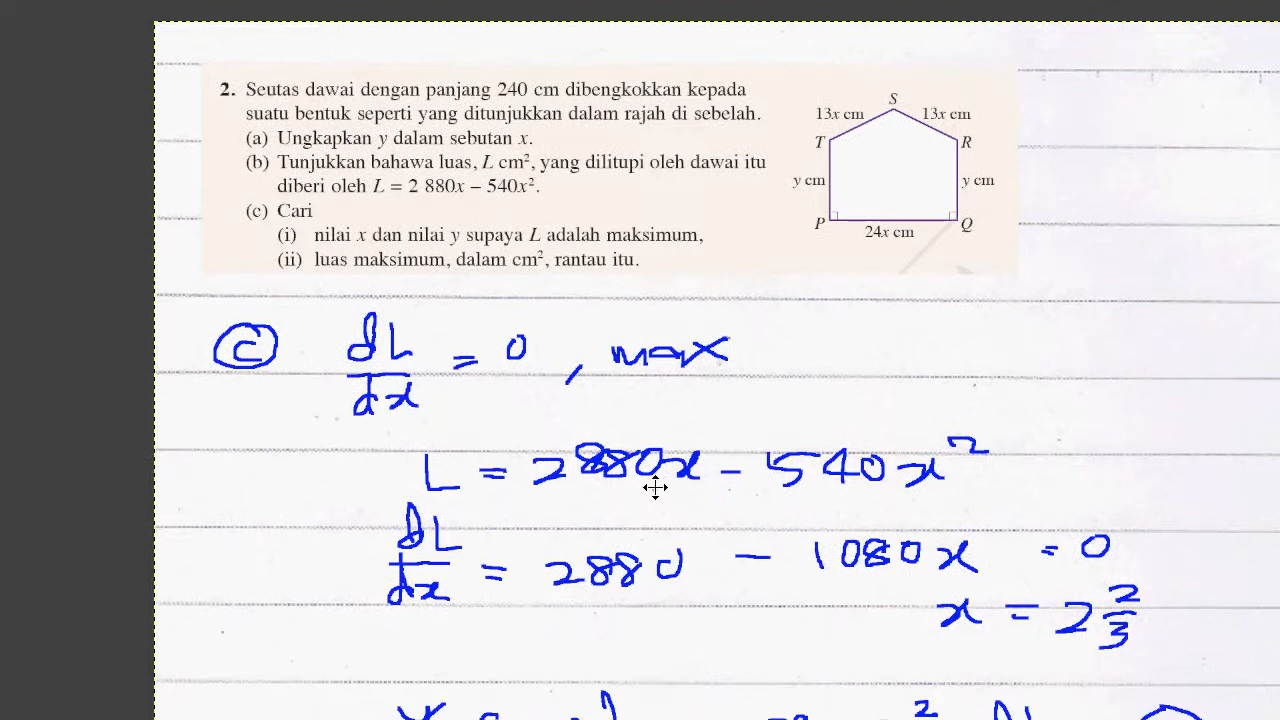 2. Seutas dawai dengan panjang 240 cm dibengkokkan kepada
suatu bentuk seperti yang ditunjukkan dalam rajah di sebelah.
(a) Ungkapkan y dalam sebutan x.
(b) Tunjukkan bahawa luas, L cm², yang dilitupi oleh dawai itu
diberi oleh L = 2 880x – 540x².
(c) Cari
(i) nilai x dan nilai y supaya L adalah maksimum,
(ii) luas maksimum, dalam cm², rantau itu.
S
13x cm 13x cm
T R
y cm y cm
P Q
24x cm
c dL/dx = 0 , max
L = 2880x - 540x²
dL/dx = 2880 - 1080x = 0
x = 2 2/3